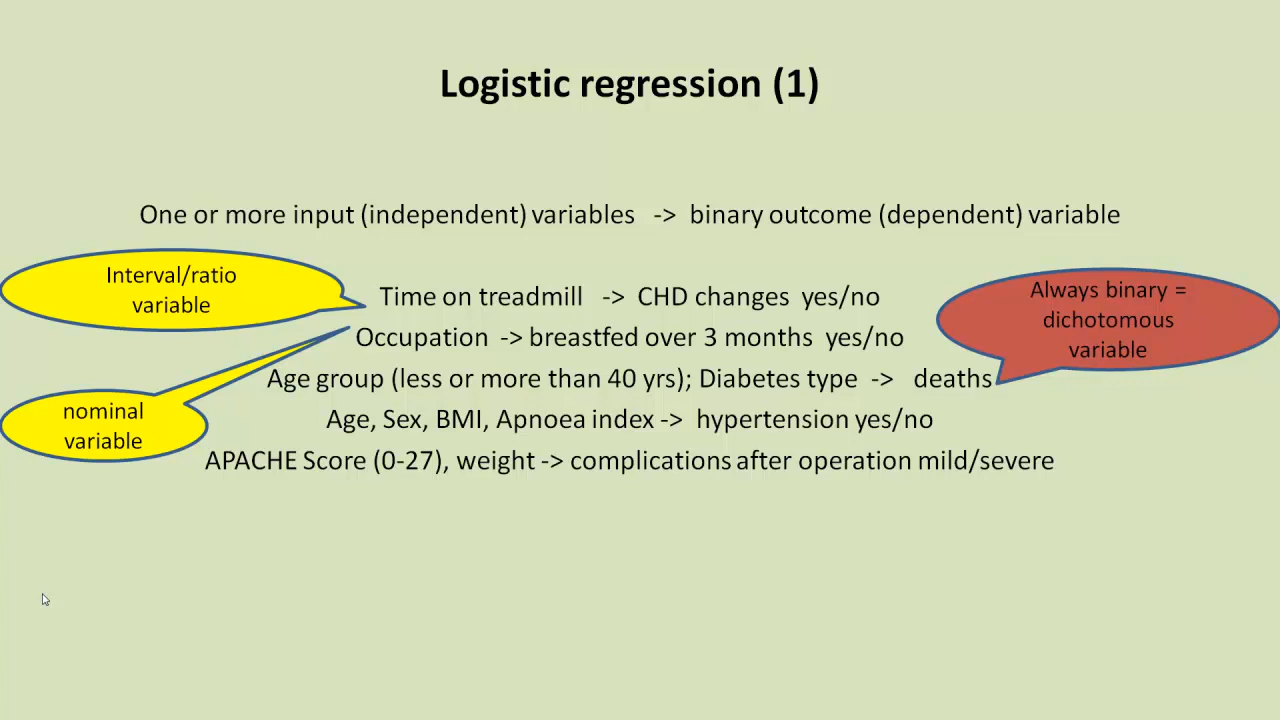 Logistic regression (1)
One or more input (independent) variables -> binary outcome (dependent) variable
Interval/ratio
variable
Time on treadmill -> CHD changes yes/no
Always binary =
dichotomous
variable
Occupation -> breastfed over 3 months yes/no
Age group (less or more than 40 yrs); Diabetes type -> deaths
nominal
variable
Age, Sex, BMI, Apnoea index -> hypertension yes/no
APACHE Score (0-27), weight -> complications after operation mild/severe